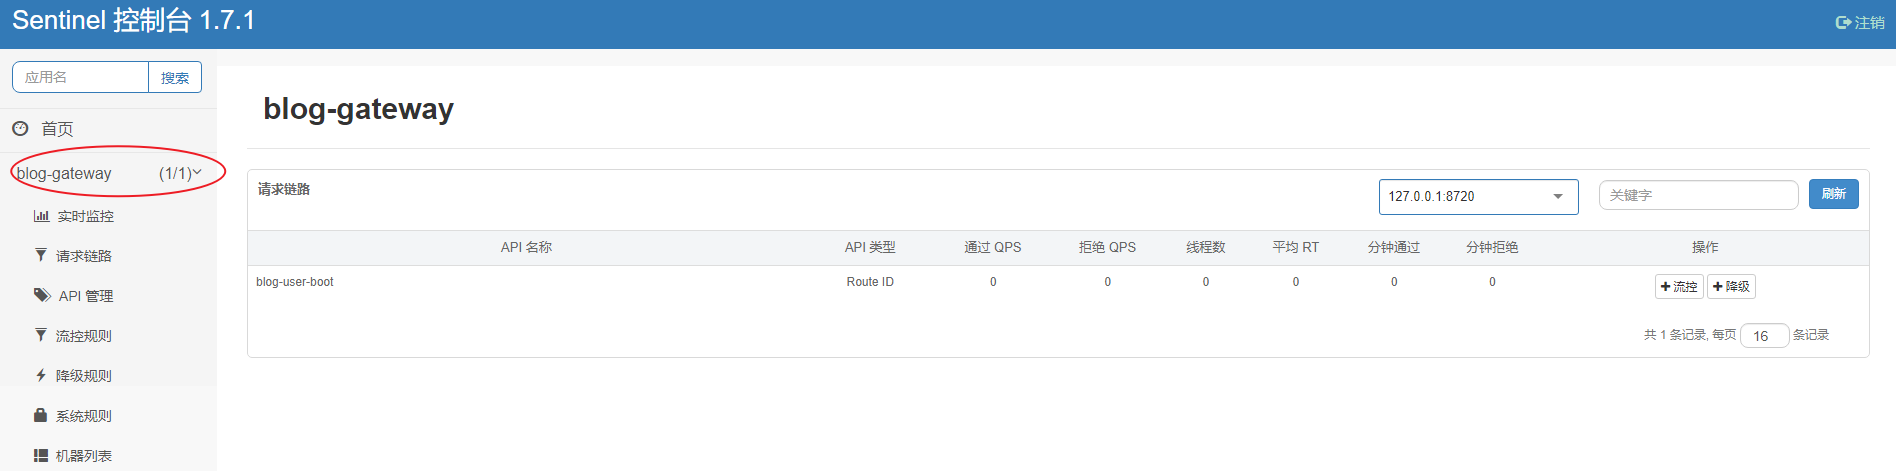 Sentinel 控制台 1.7.1
注销
应用名 搜索
首页
blog-gateway (1/1)
实时监控
请求链路
API 管理
流控规则
降级规则
系统规则
机器列表
blog-gateway
请求链路 127.0.0.1:8720 关键字 刷新
API 名称 API 类型 通过 QPS 拒绝 QPS 线程数 平均 RT 分钟通过 分钟拒绝 操作
blog-user-boot Route ID 0 0 0 0 0 0 流控 降级
共 1 条记录, 每页 16 条记录